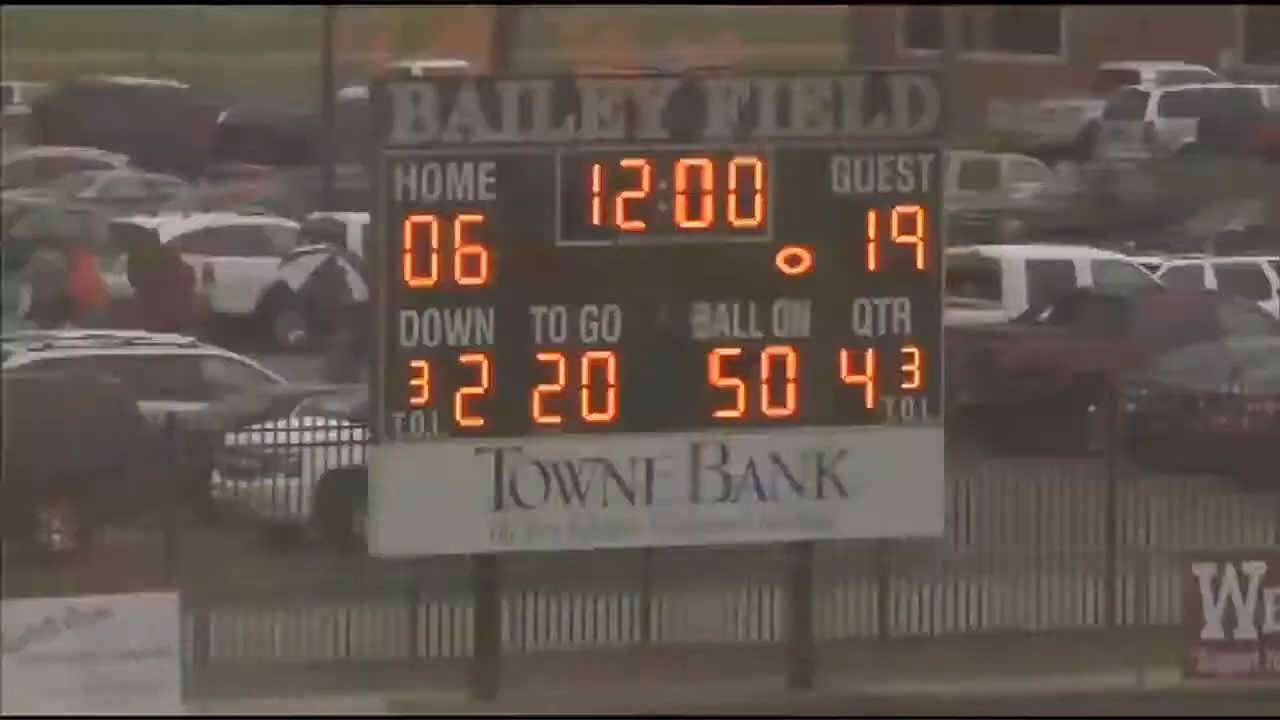 BAILEY FIELD
HOME 12:00 GUEST
06 19
DOWN TO GO BALL ON QTR
3 2 20 50 4 3
T.O.L T.O.L
TOWNE BANK
WE